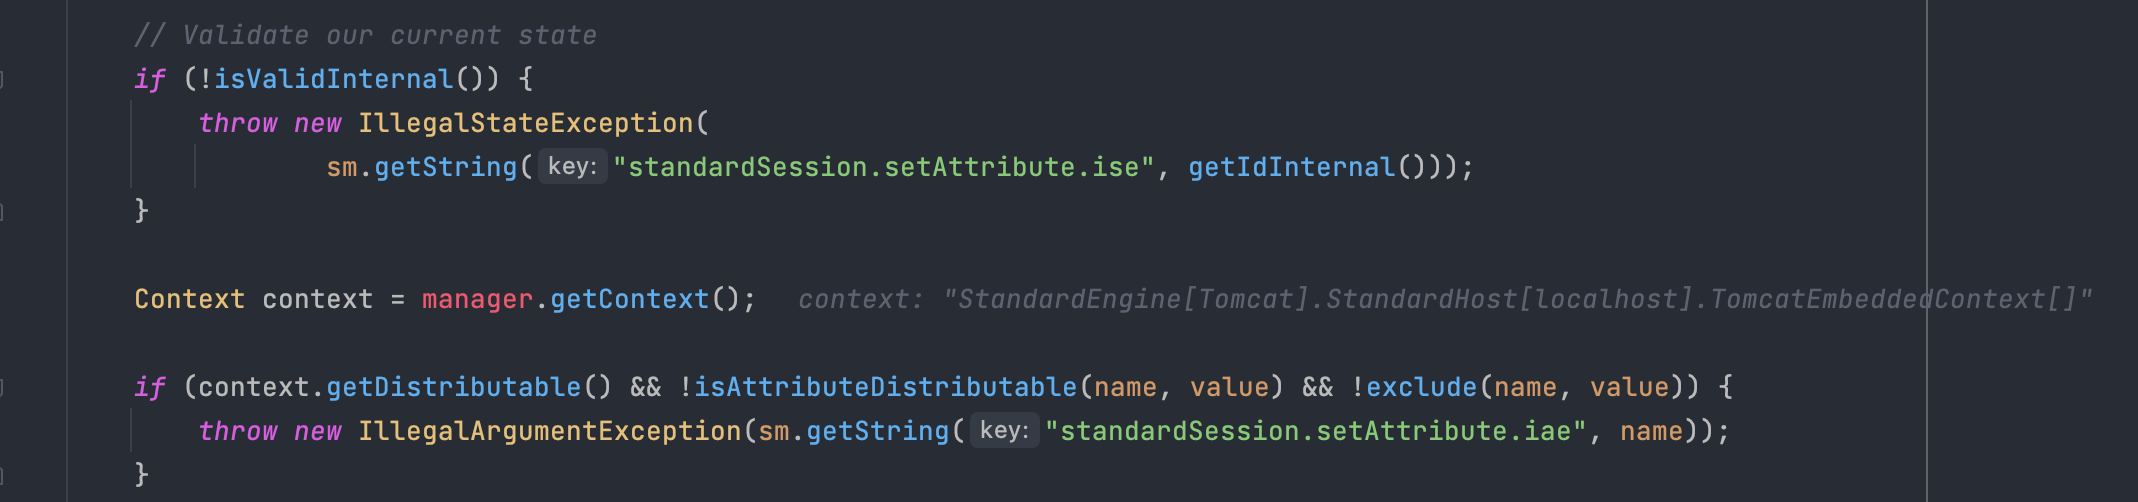 // Validate our current state
if (!isValidInternal()) {
throw new IllegalStateException(
sm.getString( key: "standardSession.setAttribute.ise", getIdInternal()));
}
Context context = manager.getContext(); context: "StandardEngine[Tomcat].StandardHost[localhost].TomcatEmbeddedContext[]"
if (context.getDistributable() && !isAttributeDistributable(name, value) && !exclude(name, value)) {
throw new IllegalArgumentException(sm.getString( key: "standardSession.setAttribute.iae", name));
}